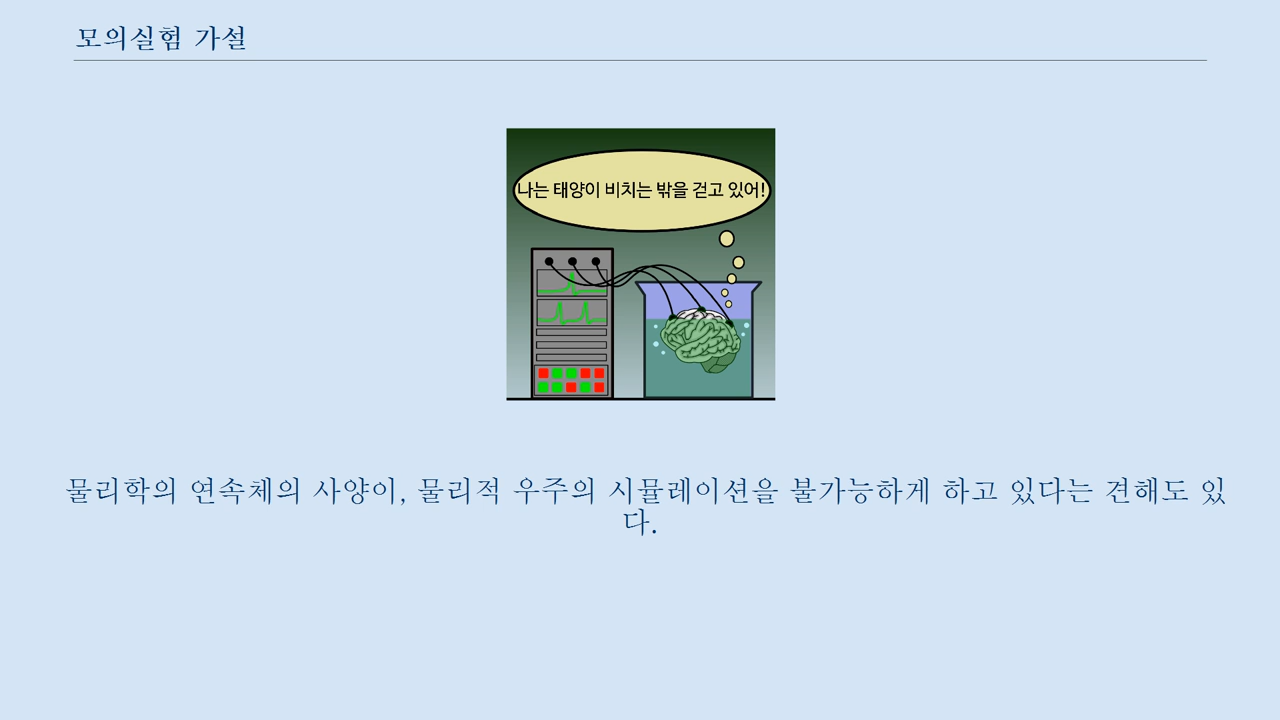 모의실험 가설
나는 태양이 비치는 밖을 걷고 있어!
물리학의 연속체의 사양이, 물리적 우주의 시뮬레이션을 불가능하게 하고 있다는 견해도 있
다.